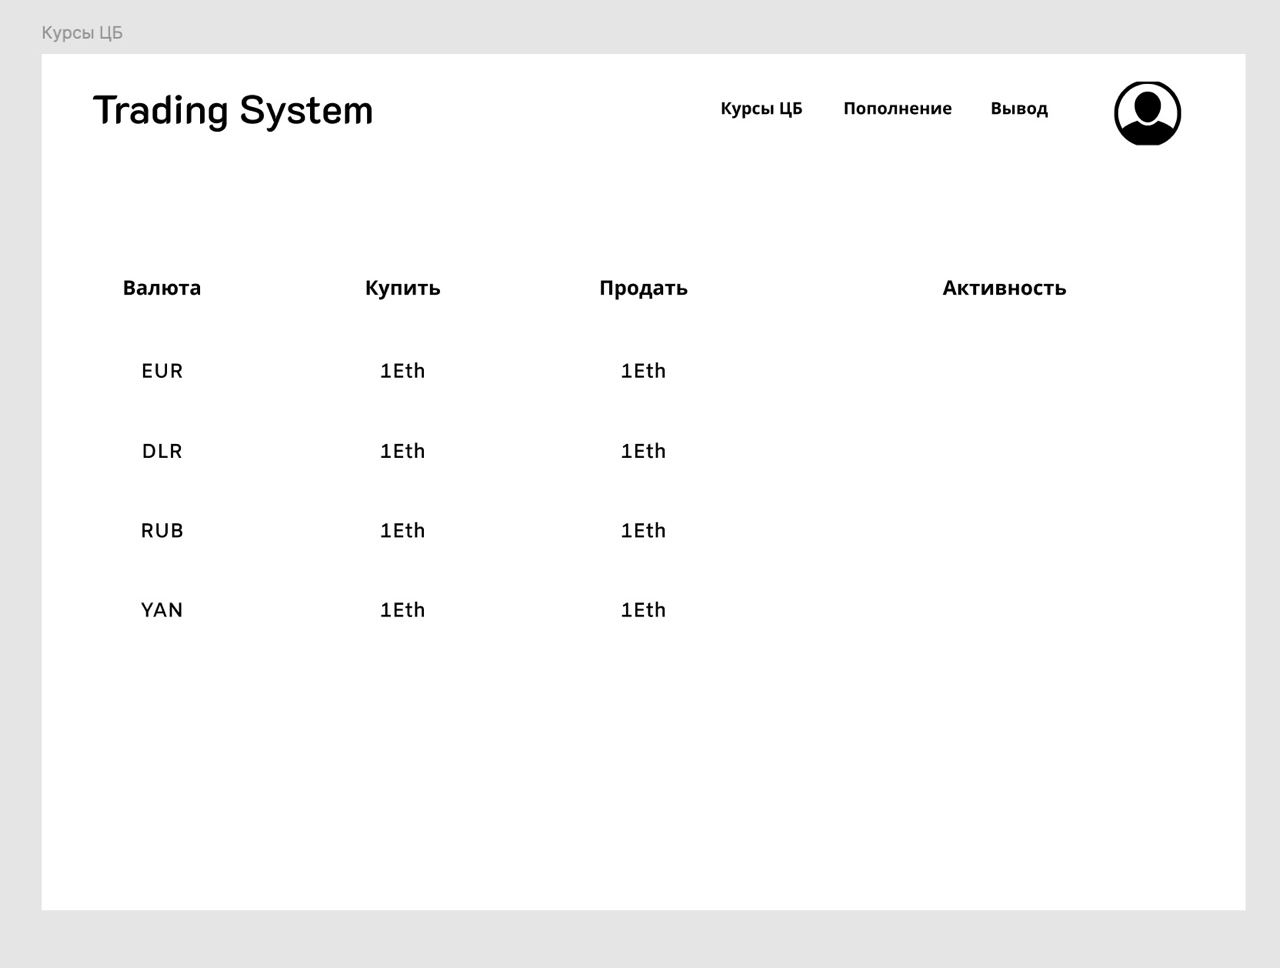 Курсы ЦБ
Trading System Курсы ЦБ Пополнение Вывод
Валюта Купить Продать Активность
EUR 1Eth 1Eth
DLR 1Eth 1Eth
RUB 1Eth 1Eth
YAN 1Eth 1Eth